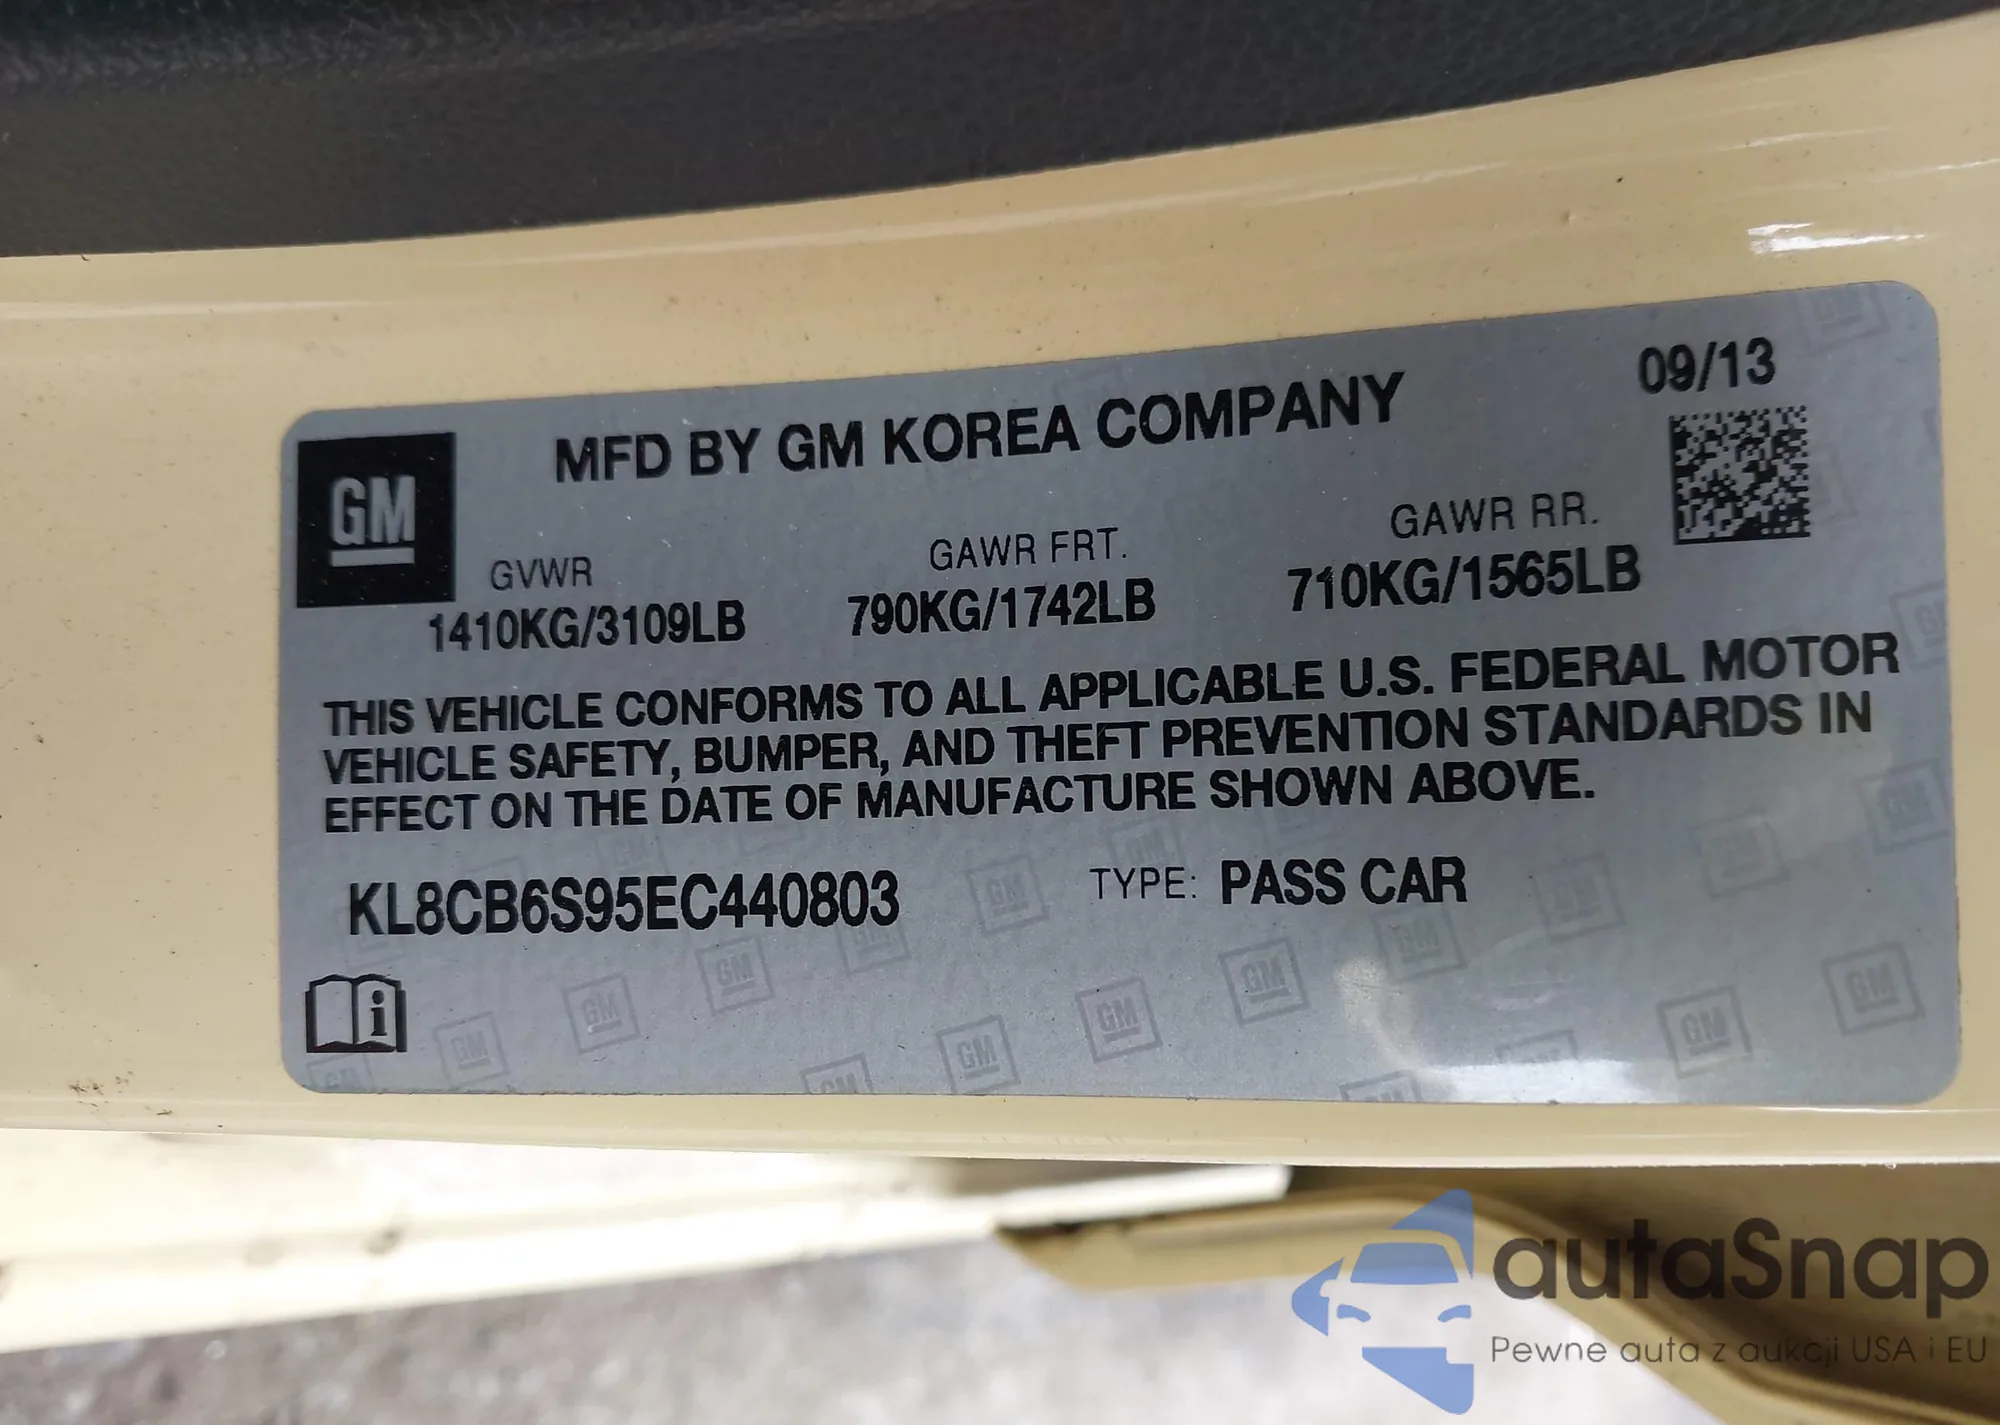 MFD BY GM KOREA COMPANY
09/13
GM
GVWR
GAWR FRT.
GAWR RR.
1410KG/3109LB
790KG/1742LB
710KG/1565LB
THIS VEHICLE CONFORMS TO ALL APPLICABLE U.S. FEDERAL MOTOR
VEHICLE SAFETY, BUMPER, AND THEFT PREVENTION STANDARDS IN
EFFECT ON THE DATE OF MANUFACTURE SHOWN ABOVE.
KL8CB6S95EC440803
TYPE: PASS CAR
i
autaSnap
Pewne auta z aukcji USA i EU